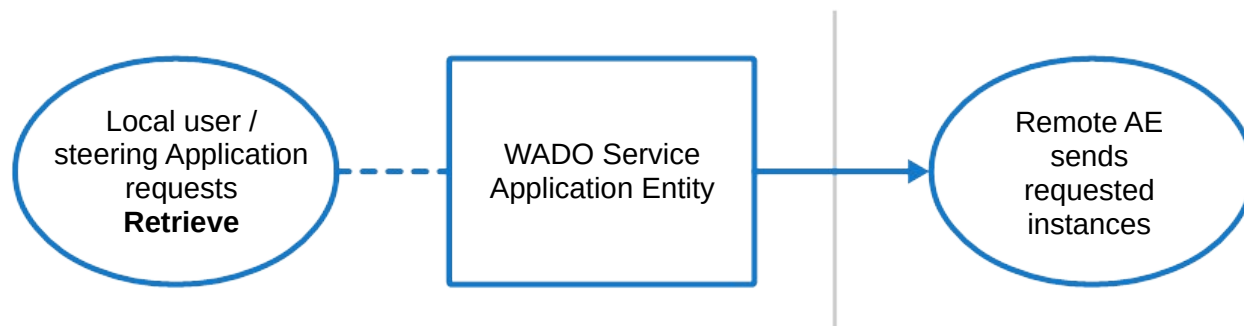 Local user /
steering Application
requests
Retrieve
WADO Service
Application Entity
Remote AE
sends
requested
instances